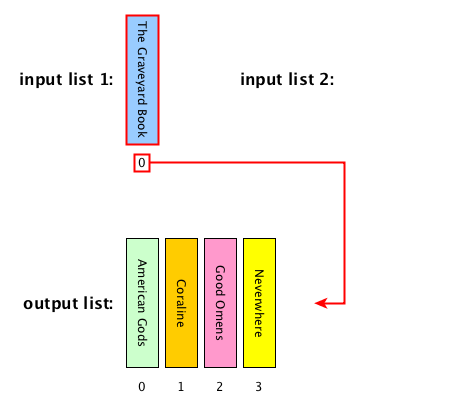 The Graveyard Book
input list 1:
input list 2:
0
American Gods
Coraline
Good Omens
Neverwhere
output list:
0 1 2 3